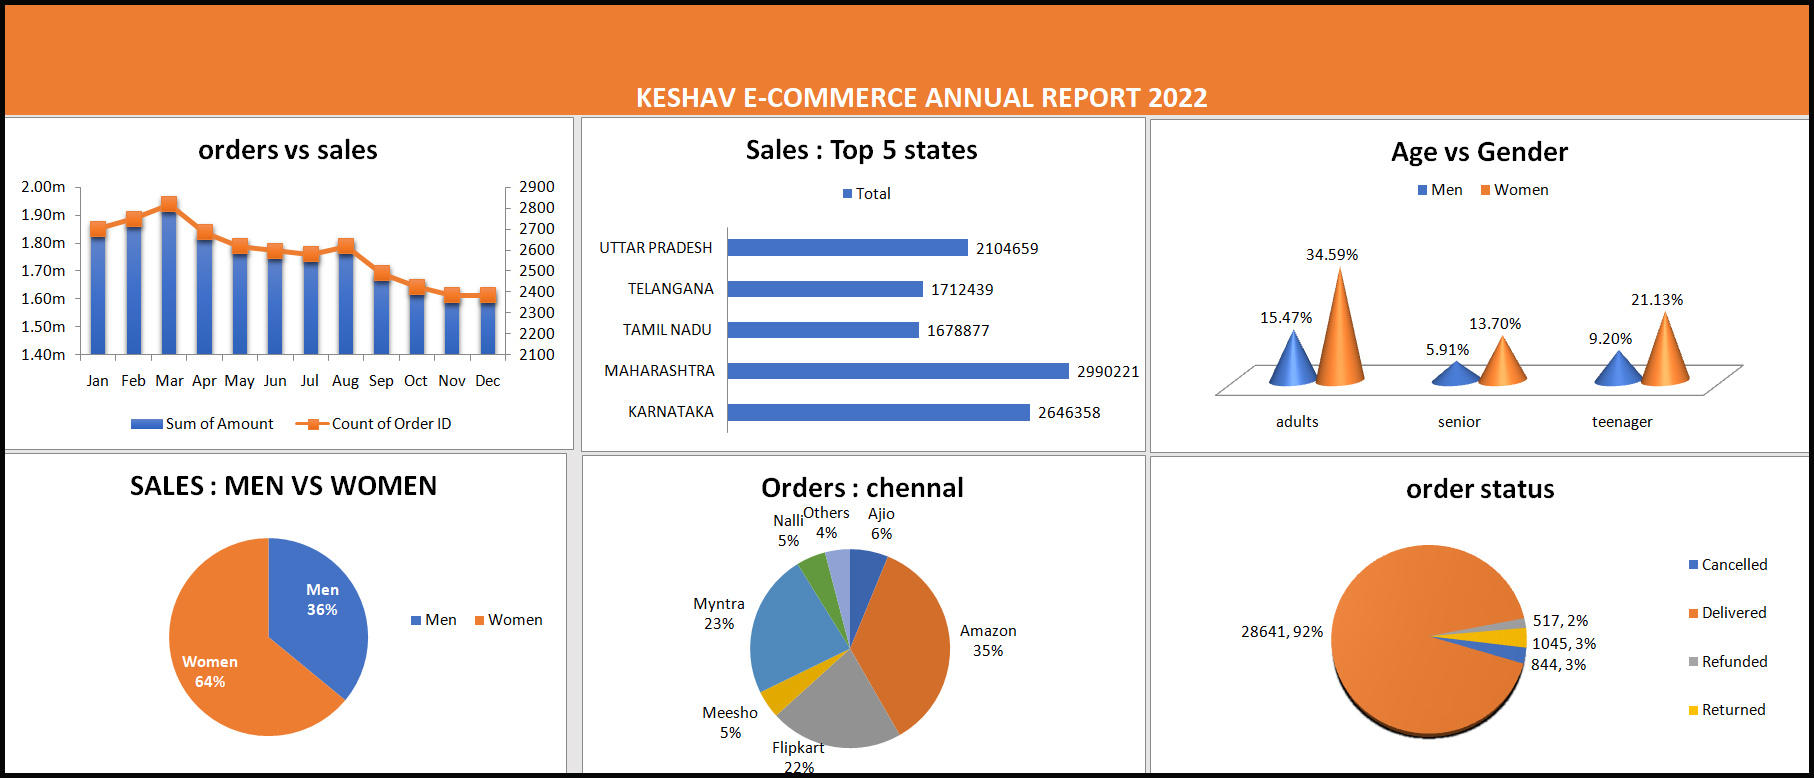 KESHAV E-COMMERCE ANNUAL REPORT 2022
orders vs sales
2.00m
1.90m
1.80m
1.70m
1.60m
1.50m
1.40m
2900
2800
2700
2600
2500
2400
2300
2200
2100
Jan Feb Mar Apr May Jun Jul Aug Sep Oct Nov Dec
Sum of Amount Count of Order ID
Sales : Top 5 states
Total
UTTAR PRADESH 2104659
TELANGANA 1712439
TAMIL NADU 1678877
MAHARASHTRA 2990221
KARNATAKA 2646358
Age vs Gender
Men Women
34.59%
15.47%
13.70%
5.91%
21.13%
9.20%
adults senior teenager
SALES : MEN VS WOMEN
Men
36%
Women
64%
Men Women
Orders : chennal
Nalli
5%
Others
4%
Ajio
6%
Myntra
23%
Amazon
35%
Meesho
5%
Flipkart
22%
order status
28641, 92%
517, 2%
1045, 3%
844, 3%
Cancelled
Delivered
Refunded
Returned